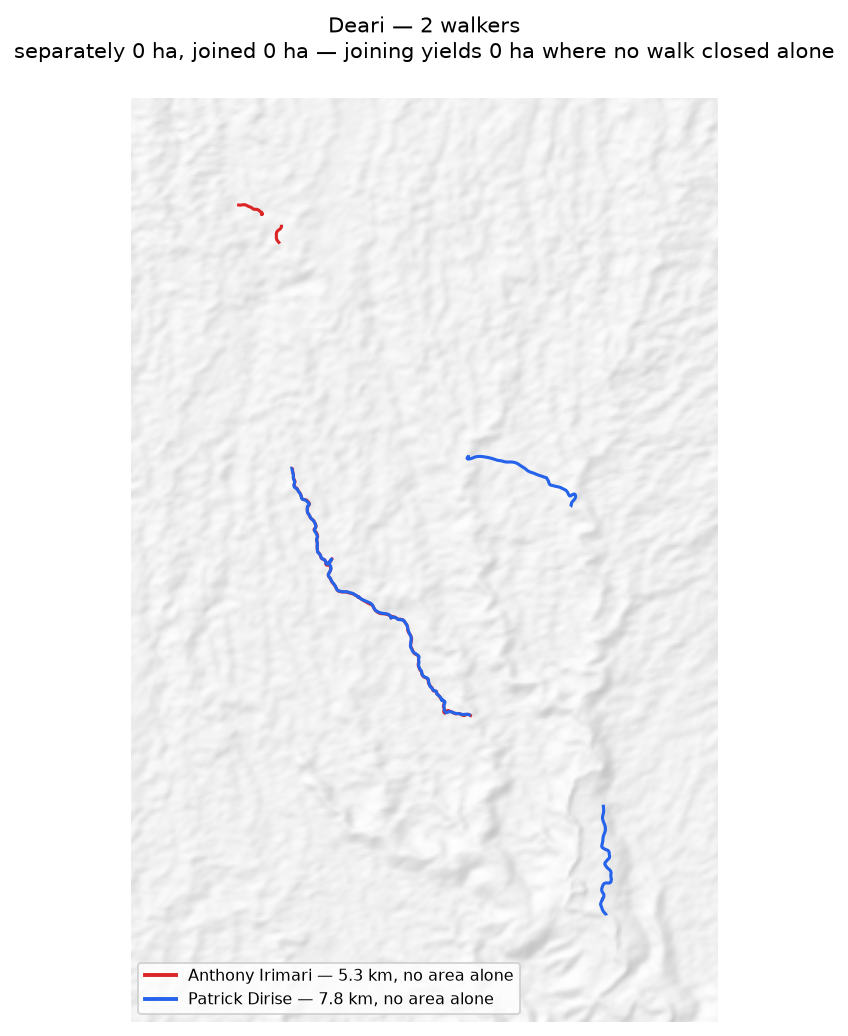 Deari — 2 walkers
separately 0 ha, joined 0 ha — joining yields 0 ha where no walk closed alone
Anthony Irimari — 5.3 km, no area alone
Patrick Dirise — 7.8 km, no area alone